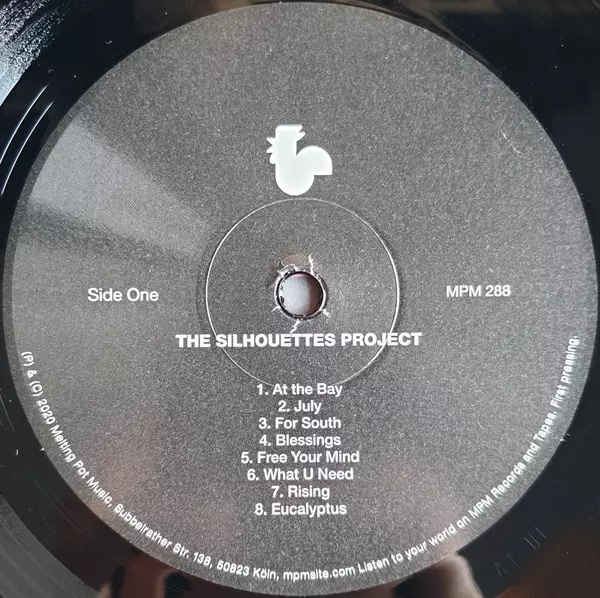 Side One
MPM 288
THE SILHOUETTES PROJECT
1. At the Bay
2. July
3. For South
4. Blessings
5. Free Your Mind
6. What U Need
7. Rising
8. Eucalyptus
(P) & (C) 2020 Melting Pot Music, Subbelrather Str. 138, 50823 Köln, mpmsite.com Listen to your world on MPM Records and Tapes. First pressing.